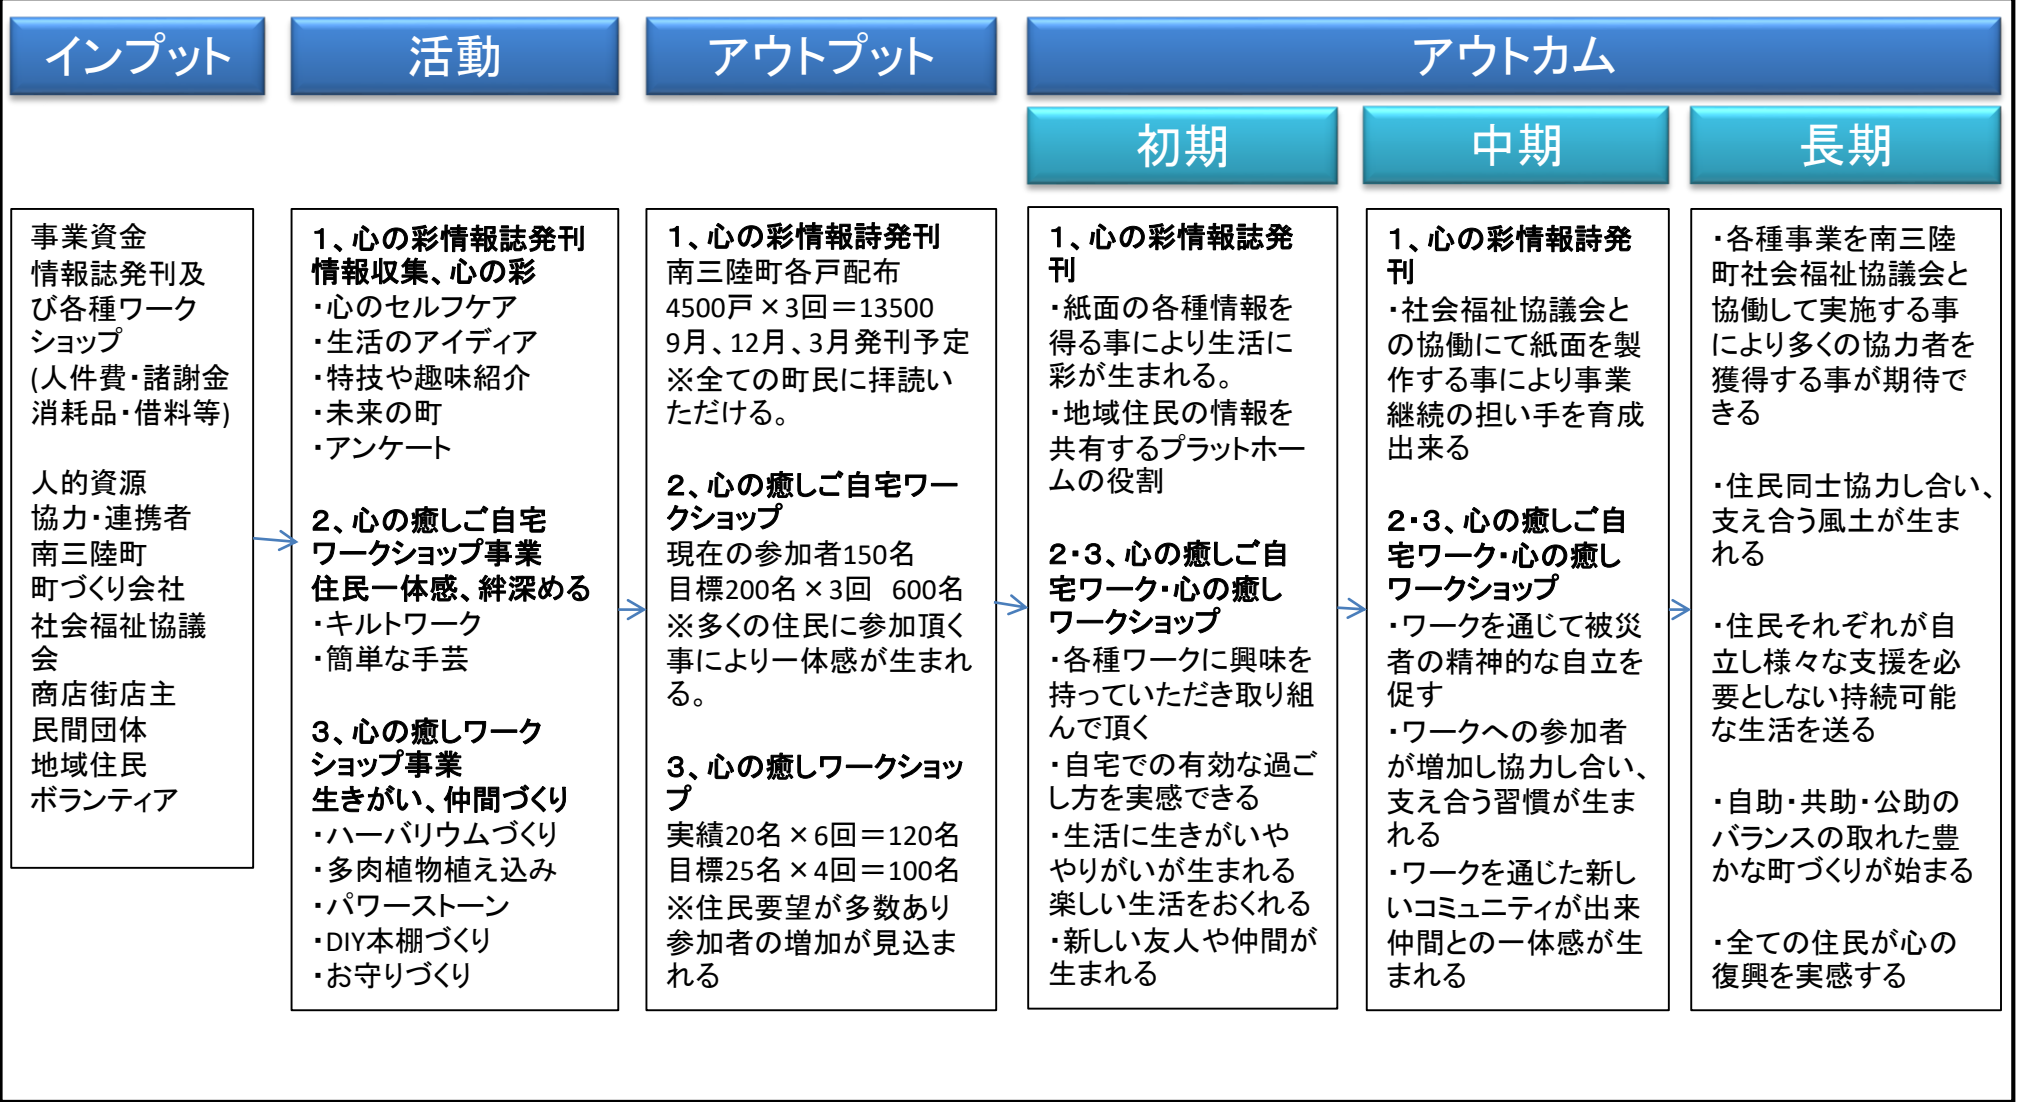 インプット
活動
アウトプット
アウトカム
初期
中期
長期
事業資金
情報誌発刊及
び各種ワーク
ショップ
(人件費・諸謝金
消耗品・借料等)
人的資源
協力・連携者
南三陸町
町づくり会社
社会福祉協議
会
商店街店主
民間団体
地域住民
ボランティア
1、心の彩情報誌発刊
情報収集、心の彩
・心のセルフケア
・生活のアイディア
・特技や趣味紹介
・未来の町
・アンケート
2、心の癒しご自宅
ワークショップ事業
住民一体感、絆深める
・キルトワーク
・簡単な手芸
3、心の癒しワーク
ショップ事業
生きがい、仲間づくり
・ハーバリウムづくり
・多肉植物植え込み
・パワーストーン
・DIY本棚づくり
・お守りづくり
1、心の彩情報詩発刊
南三陸町各戸配布
4500戸×3回＝13500
9月、12月、3月発刊予定
※全ての町民に拝読い
ただける。
2、心の癒しご自宅ワー
クショップ
現在の参加者150名
目標200名×3回 600名
※多くの住民に参加頂く
事により一体感が生まれ
る。
3、心の癒しワークショッ
プ
実績20名×6回＝120名
目標25名×4回＝100名
※住民要望が多数あり
参加者の増加が見込ま
れる
1、心の彩情報誌発
刊
・紙面の各種情報を
得る事により生活に
彩が生まれる。
・地域住民の情報を
共有するプラットホー
ムの役割
2・3、心の癒しご自
宅ワーク・心の癒し
ワークショップ
・各種ワークに興味を
持っていただき取り組
んで頂く
・自宅での有効な過ご
し方を実感できる
・生活に生きがいや
やりがいが生まれる
楽しい生活をおくれる
・新しい友人や仲間が
生まれる
1、心の彩情報詩発
刊
・社会福祉協議会と
の協働にて紙面を製
作する事により事業
継続の担い手を育成
出来る
2・3、心の癒しご自
宅ワーク・心の癒し
ワークショップ
・ワークを通じて被災
者の精神的な自立を
促す
・ワークへの参加者
が増加し協力し合い、
支え合う習慣が生ま
れる
・ワークを通じた新し
いコミュニティが出来
仲間との一体感が生
まれる
・各種事業を南三陸
町社会福祉協議会と
協働して実施する事
により多くの協力者を
獲得する事が期待で
きる
・住民同士協力し合い、
支え合う風土が生ま
れる
・住民それぞれが自
立し様々な支援を必
要としない持続可能
な生活を送る
・自助・共助・公助の
バランスの取れた豊
かな町づくりが始まる
・全ての住民が心の
復興を実感する